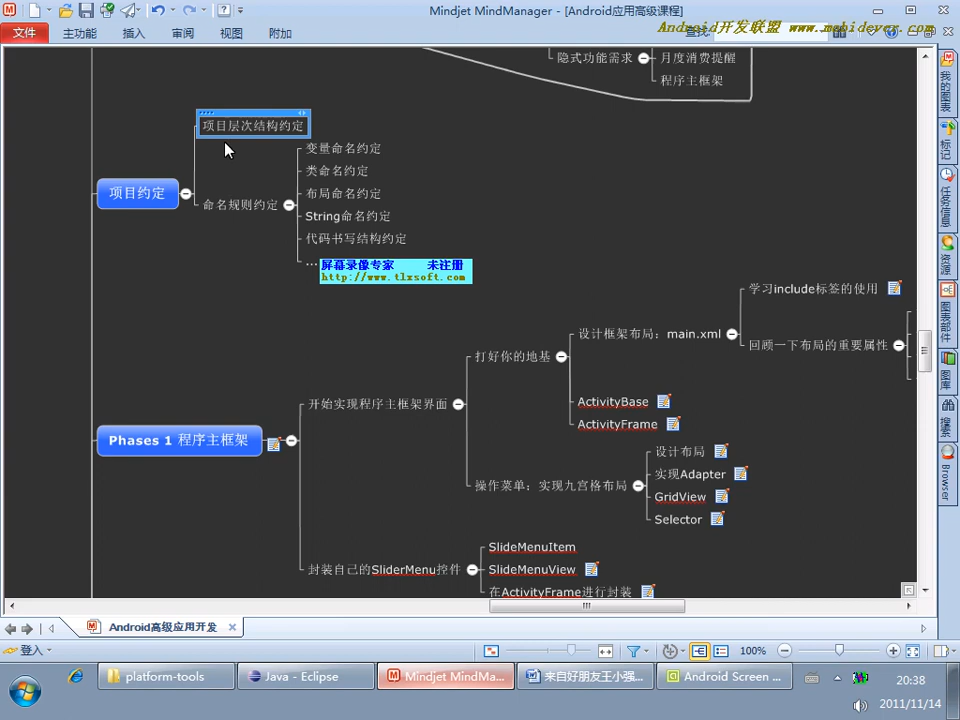 Mindjet MindManager - [Android应用高级课程]
Android开发联盟 www.mobidever.com
文件
主功能
插入
审阅
视图
附加
隐式功能需求
月度消费提醒
程序主框架
项目层次结构约定
项目约定
命名规则约定
变量命名约定
类命名约定
布局命名约定
String命名约定
代码书写结构约定
...
屏幕录像专家 未注册
http://www.tlxsoft.com
学习include标签的使用
设计框架布局：main.xml
回顾一下布局的重要属性
打好你的地基
ActivityBase
ActivityFrame
开始实现程序主框架界面
Phases 1 程序主框架
设计布局
实现Adapter
操作菜单：实现九宫格布局
GridView
Selector
SlideMenuItem
封装自己的SliderMenu控件
SlideMenuView
在ActivityFrame进行封装
我的图表
标记
任务信息
资源
图表部件
图库
搜索
Browser
Android高级应用开发
登入
100%
platform-tools
Java - Eclipse
Mindjet MindMa...
来自好朋友王小强...
Android Screen ...
20:38
2011/11/14